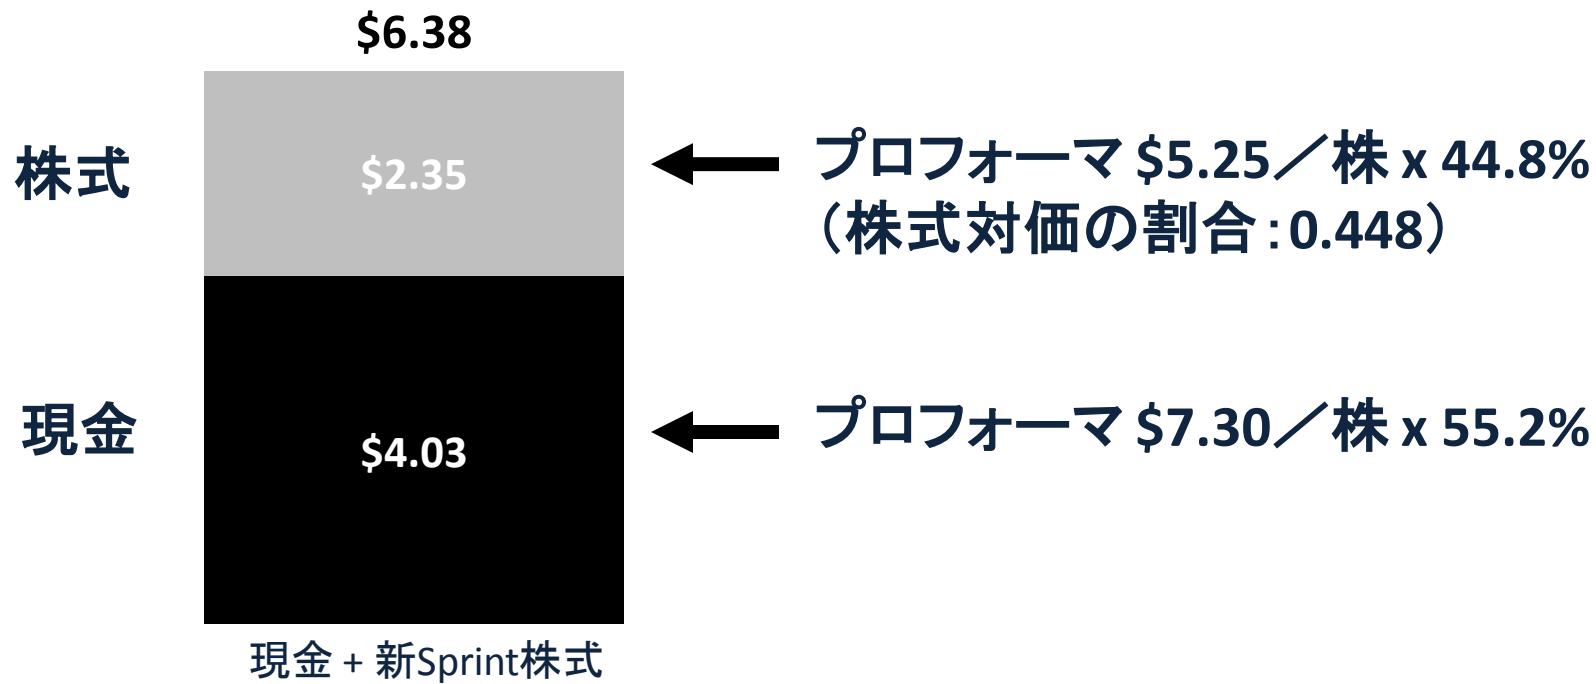 $6.38
株式
$2.35
プロフォーマ $5.25／株 x 44.8%
（株式対価の割合：0.448）
現金
$4.03
プロフォーマ $7.30／株 x 55.2%
現金 + 新Sprint株式